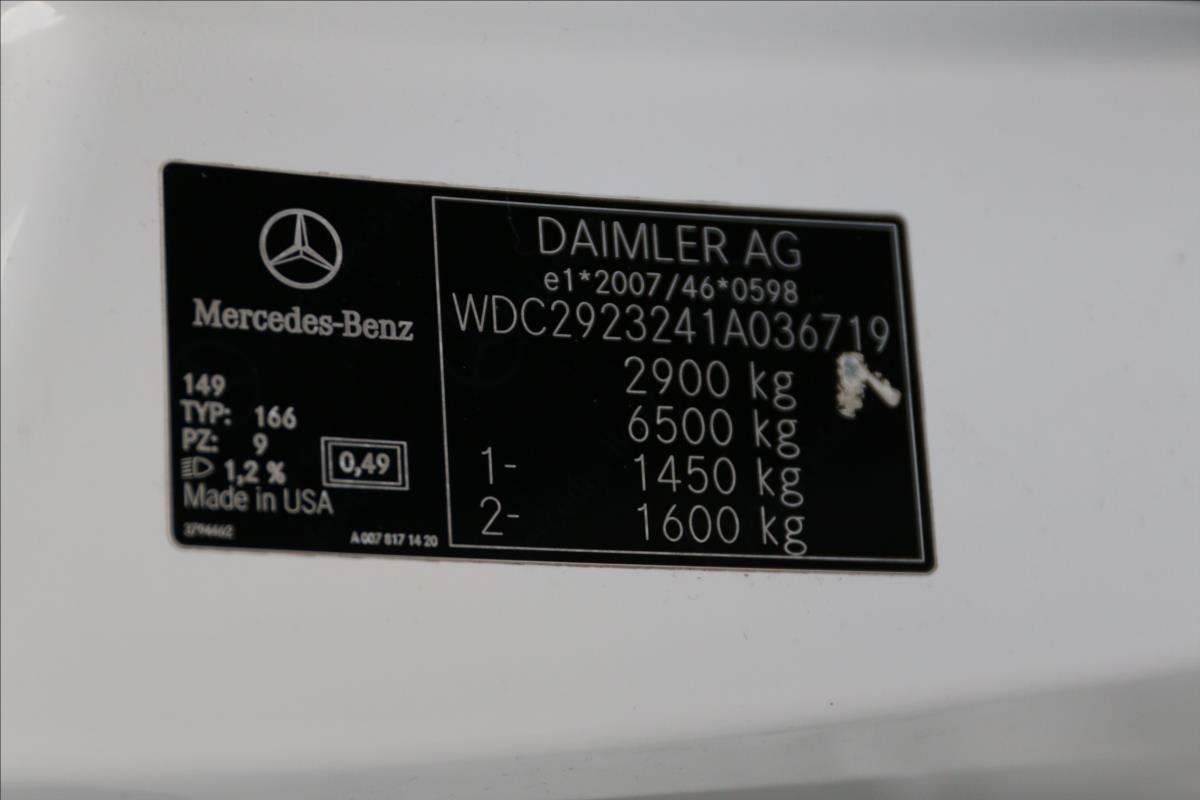 Mercedes-Benz
149
TYP: 166
PZ: 9
1,2 %
0,49
Made in USA
3794662
A 007 817 14 20
DAIMLER AG
e1*2007/46*0598
WDC2923241A036719
2900 kg
6500 kg
1- 1450 kg
2- 1600 kg